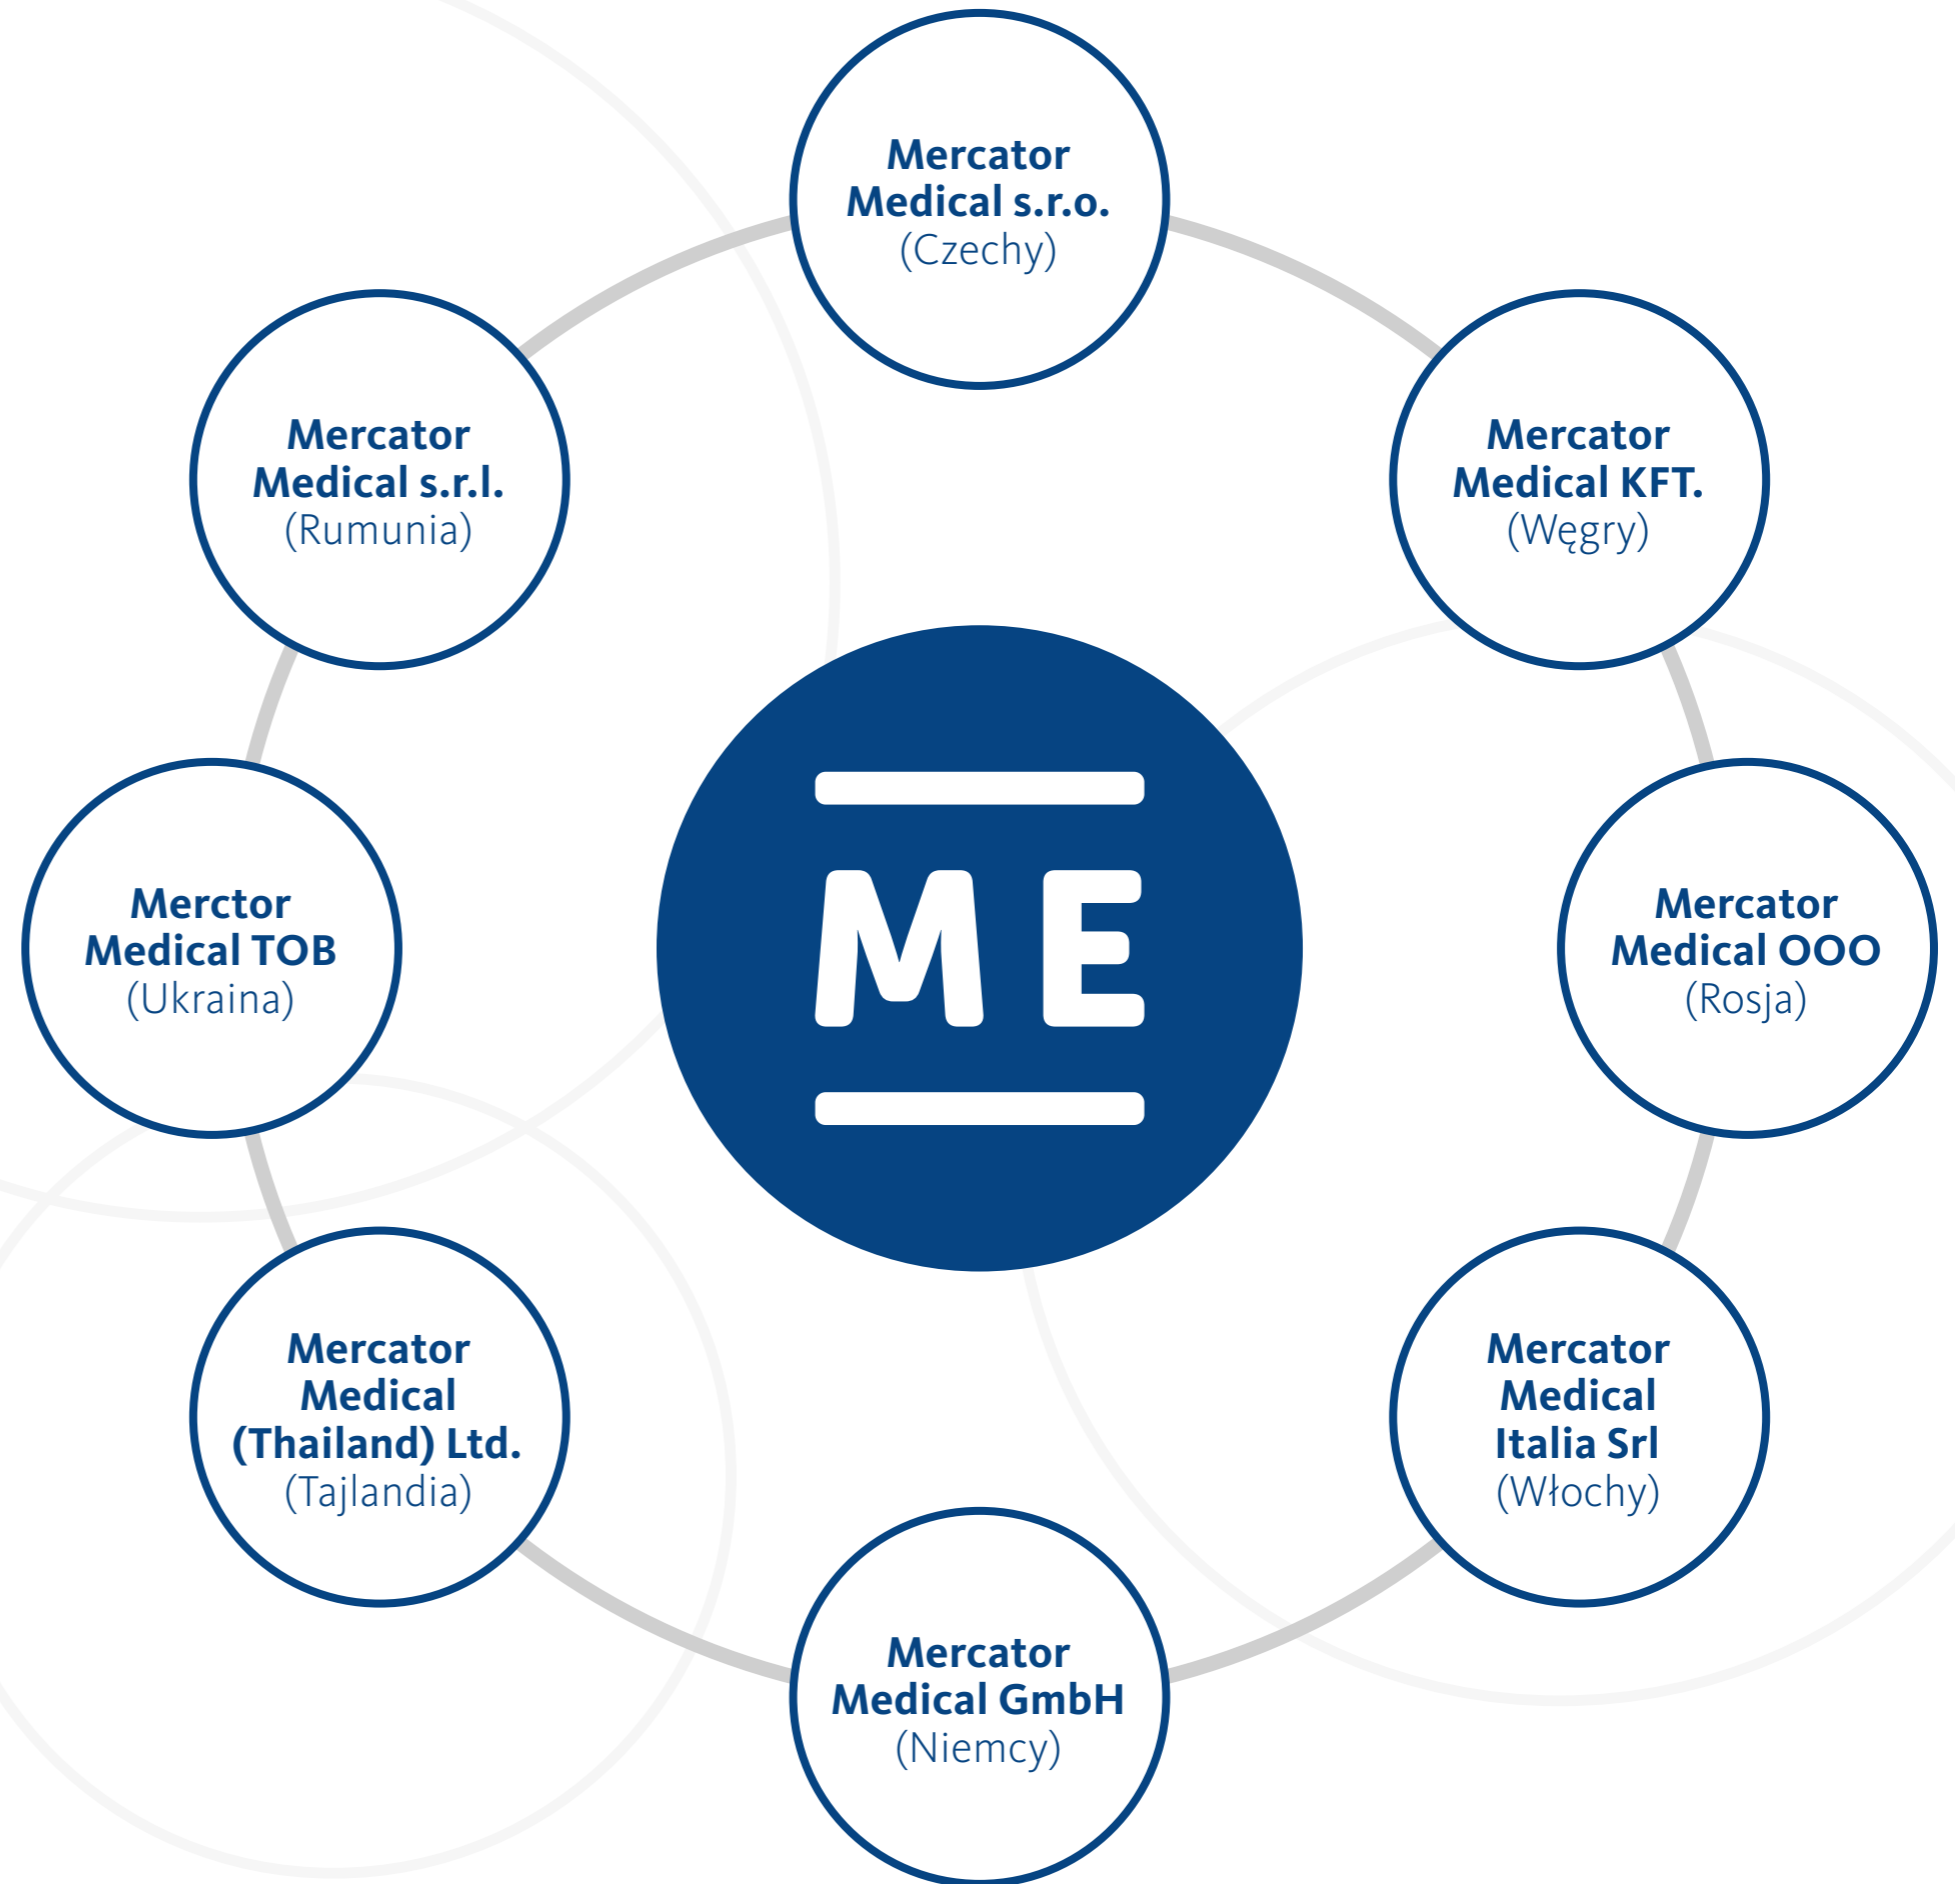 Mercator
Medical s.r.o.
(Czechy)
Mercator
Medical s.r.l.
(Rumunia)
Mercator
Medical KFT.
(Węgry)
ME
Merctor
Medical TOB
(Ukraina)
Mercator
Medical OOO
(Rosja)
Mercator
Medical
(Thailand) Ltd.
(Tajlandia)
Mercator
Medical
Italia Srl
(Włochy)
Mercator
Medical GmbH
(Niemcy)